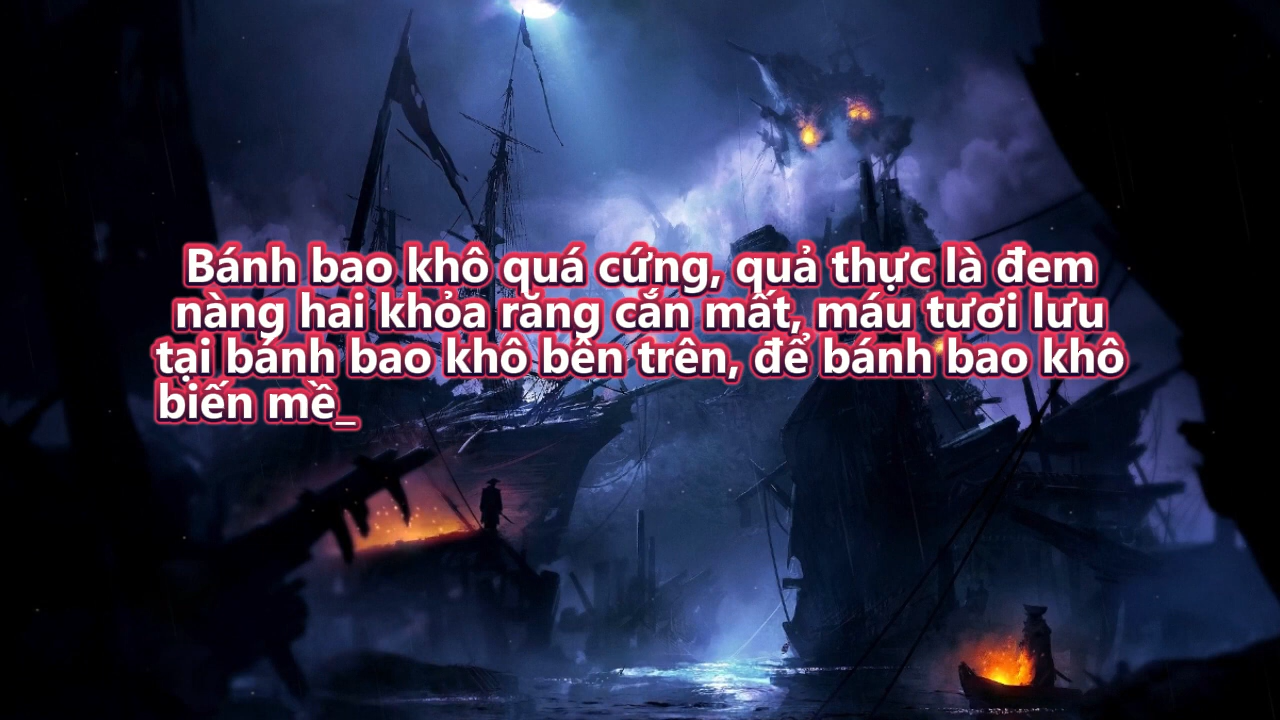 Bánh bao khô quá cứng, quả thực là đem
nàng hai khỏa răng cắn mất, máu tươi lưu
tại bánh bao khô bên trên, để bánh bao khô
biến mề_